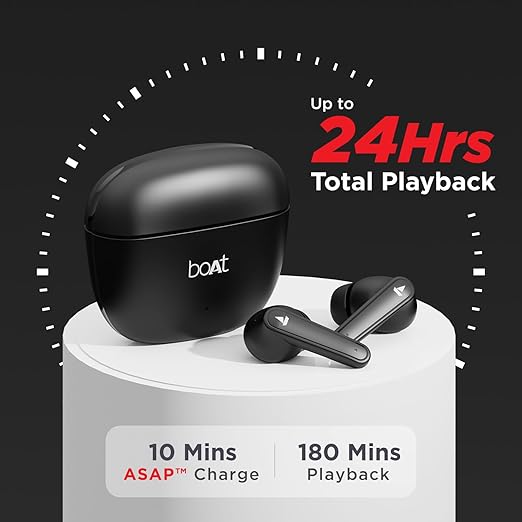 Up to
24Hrs
Total Playback
boAt
10 Mins
ASAP™ Charge
180 Mins
Playback